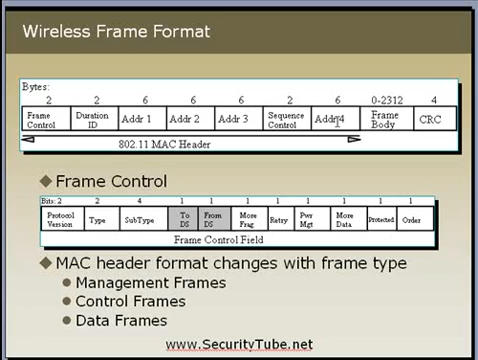 Wireless Frame Format
Bytes:
2 2 6 6 6 2 6 0-2312 4
Frame Control Duration ID Addr 1 Addr 2 Addr 3 Sequence Control Addr 4 Frame Body CRC
802.11 MAC Header
Frame Control
Bits: 2 2 4 1 1 1 1 1 1 1 1
Protocol Version Type SubType To DS From DS More Frag Retry Pwr Mgt More Data Protected Order
Frame Control Field
MAC header format changes with frame type
Management Frames
Control Frames
Data Frames
www.SecurityTube.net